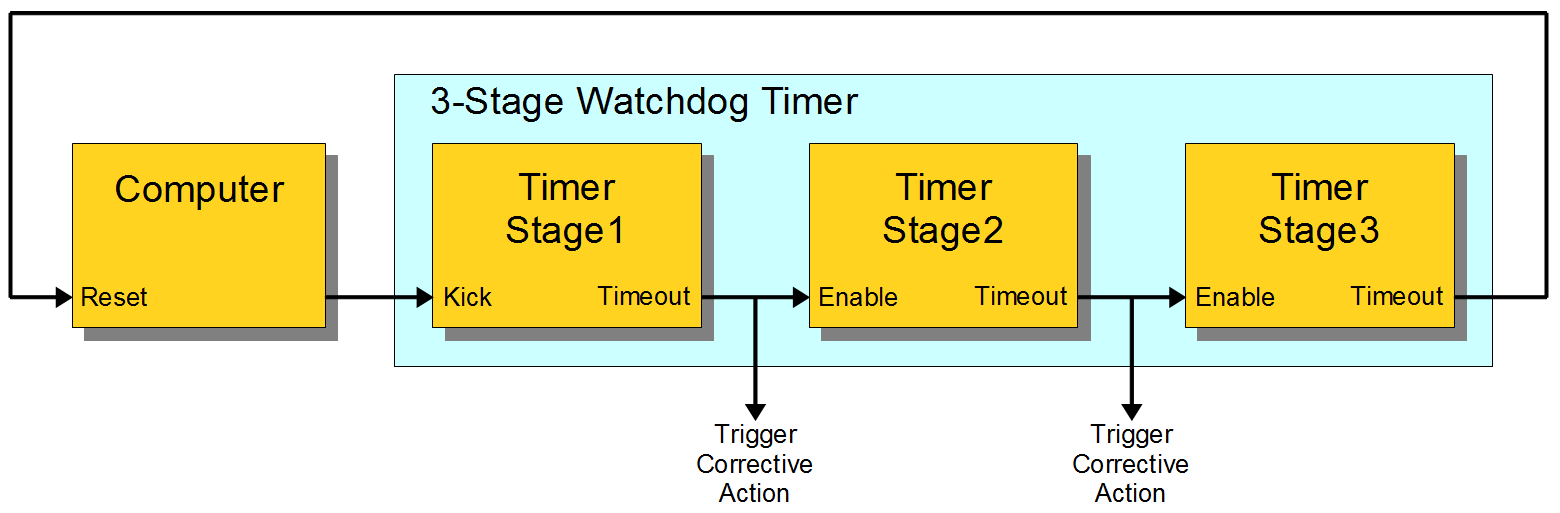 3-Stage Watchdog Timer
Computer
Reset
Timer
Stage1
Kick
Timeout
Timer
Stage2
Enable
Timeout
Timer
Stage3
Enable
Timeout
Trigger
Corrective
Action
Trigger
Corrective
Action